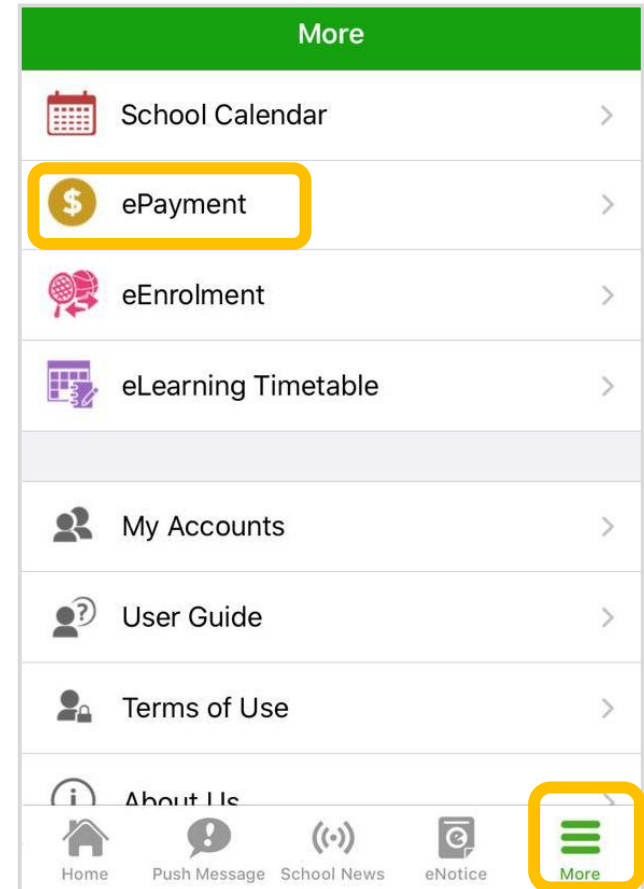 More
School Calendar
$ ePayment
eEnrolment
eLearning Timetable
My Accounts
? User Guide
Terms of Use
i About Us
! ((·)) e
Home Push Message School News eNotice More